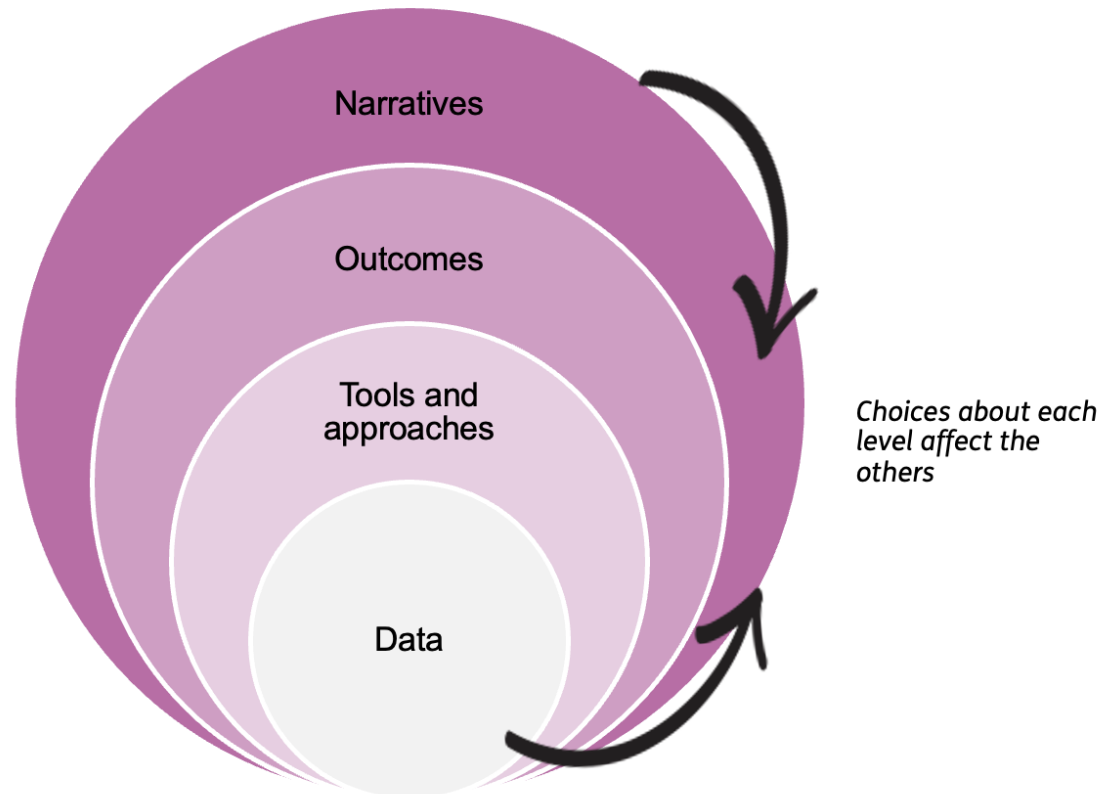 Narratives
Outcomes
Tools and
approaches
Data
Choices about each
level affect the
others